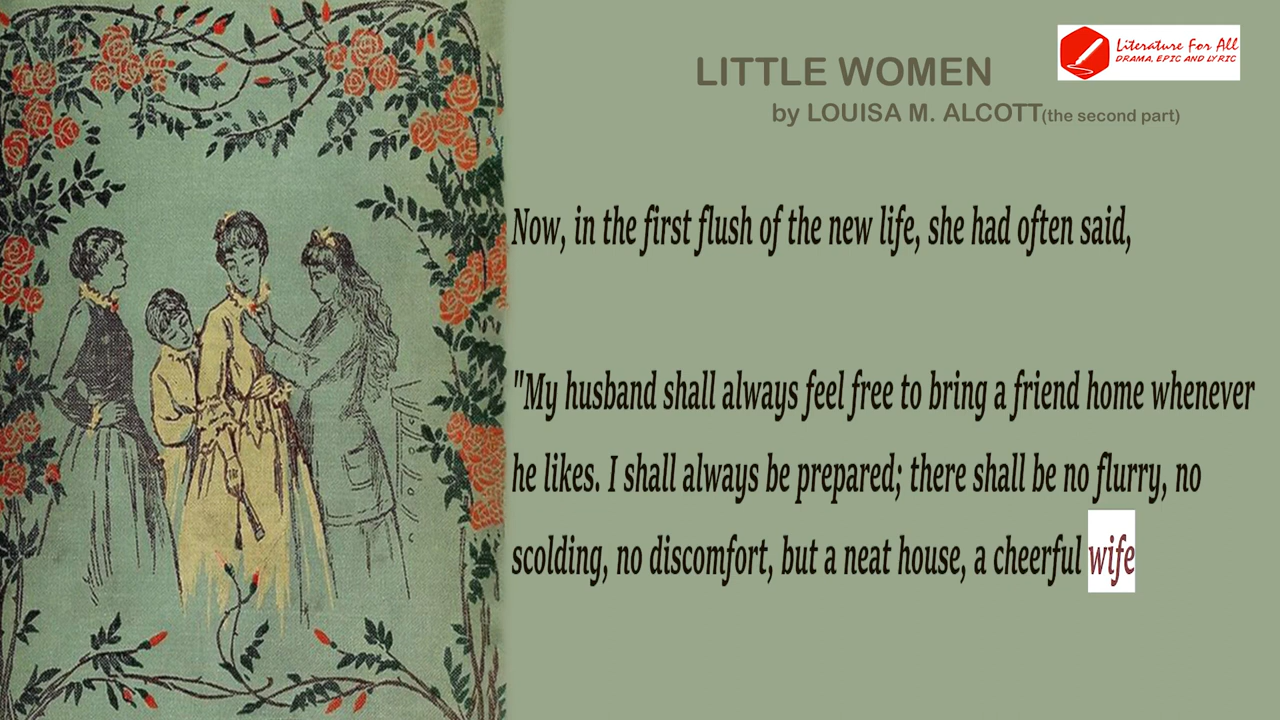 LITTLE WOMEN
Literature For All
DRAMA, EPIC AND LYRIC
by LOUISA M. ALCOTT(the second part)
Now, in the first flush of the new life, she had often said,
"My husband shall always feel free to bring a friend home whenever
he likes. I shall always be prepared; there shall be no flurry, no
scolding, no discomfort, but a neat house, a cheerful wife